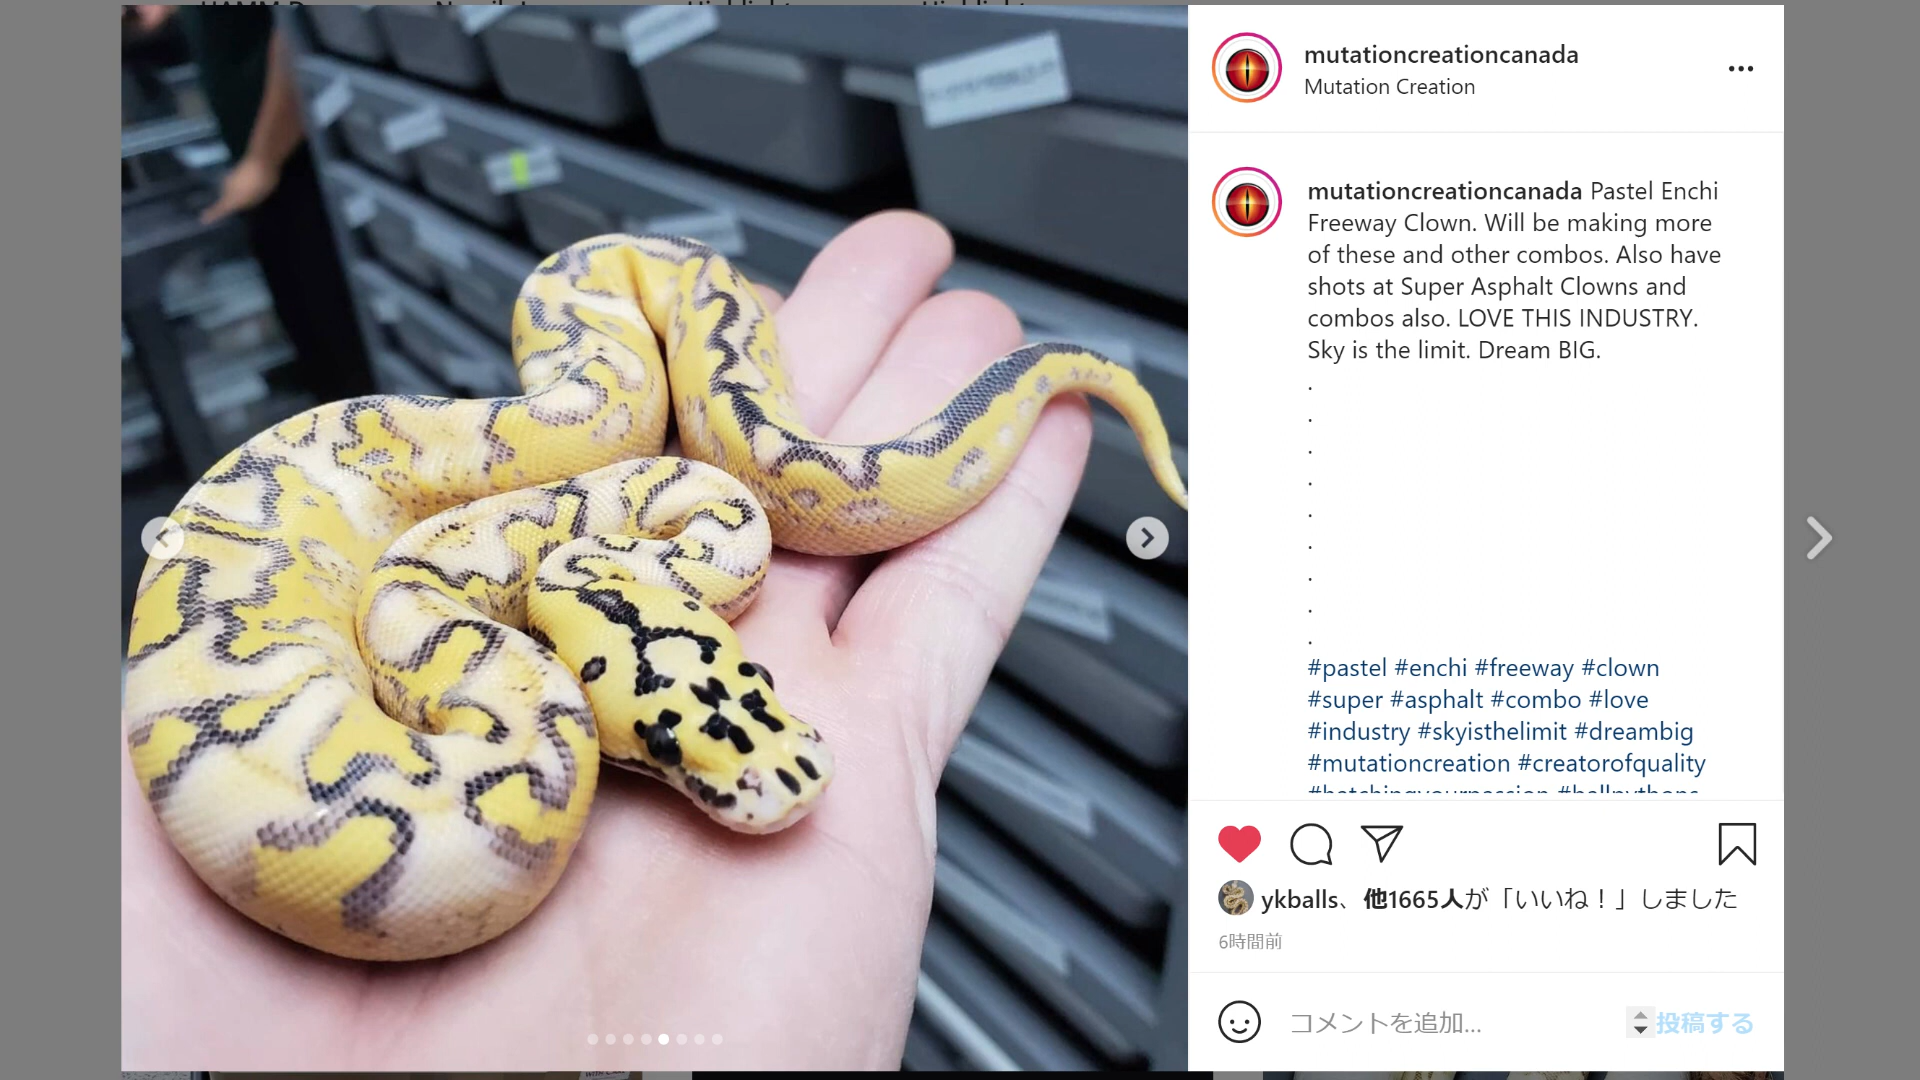 mutationcreationcanada
Mutation Creation
mutationcreationcanada Pastel Enchi
Freeway Clown. Will be making more
of these and other combos. Also have
shots at Super Asphalt Clowns and
combos also. LOVE THIS INDUSTRY.
Sky is the limit. Dream BIG.
.
.
.
.
.
.
.
.
.
#pastel #enchi #freeway #clown
#super #asphalt #combo #love
#industry #skyisthelimit #dreambig
#mutationcreation #creatorofquality
#hatchingyourpassion #ballpythons
ykballs、他1665人が「いいね！」しました
6時間前
コメントを追加...
投稿する